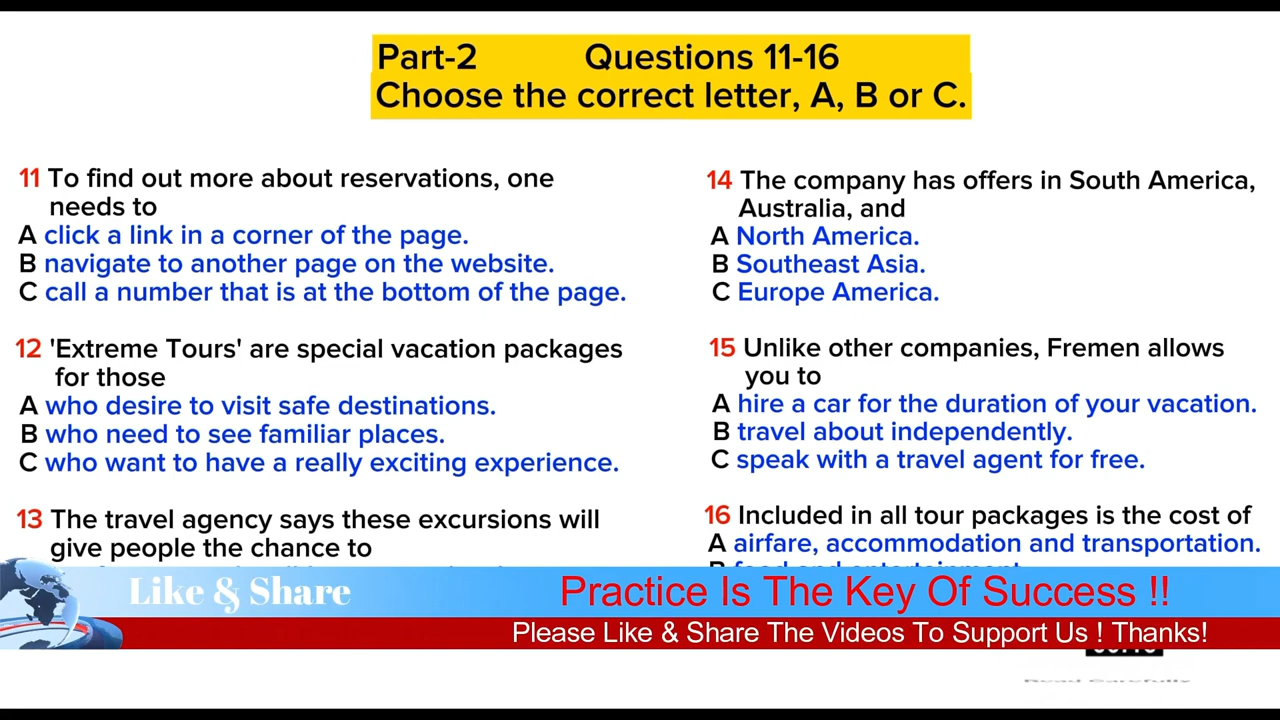 Part-2 Questions 11-16
Choose the correct letter, A, B or C.
11 To find out more about reservations, one
needs to
A click a link in a corner of the page.
B navigate to another page on the website.
C call a number that is at the bottom of the page.
12 'Extreme Tours' are special vacation packages
for those
A who desire to visit safe destinations.
B who need to see familiar places.
C who want to have a really exciting experience.
13 The travel agency says these excursions will
give people the chance to
14 The company has offers in South America,
Australia, and
A North America.
B Southeast Asia.
C Europe America.
15 Unlike other companies, Fremen allows
you to
A hire a car for the duration of your vacation.
B travel about independently.
C speak with a travel agent for free.
16 Included in all tour packages is the cost of
A airfare, accommodation and transportation.
B food and entertainment
Like & Share
Practice Is The Key Of Success !!
Please Like & Share The Videos To Support Us ! Thanks!
Read Carefully